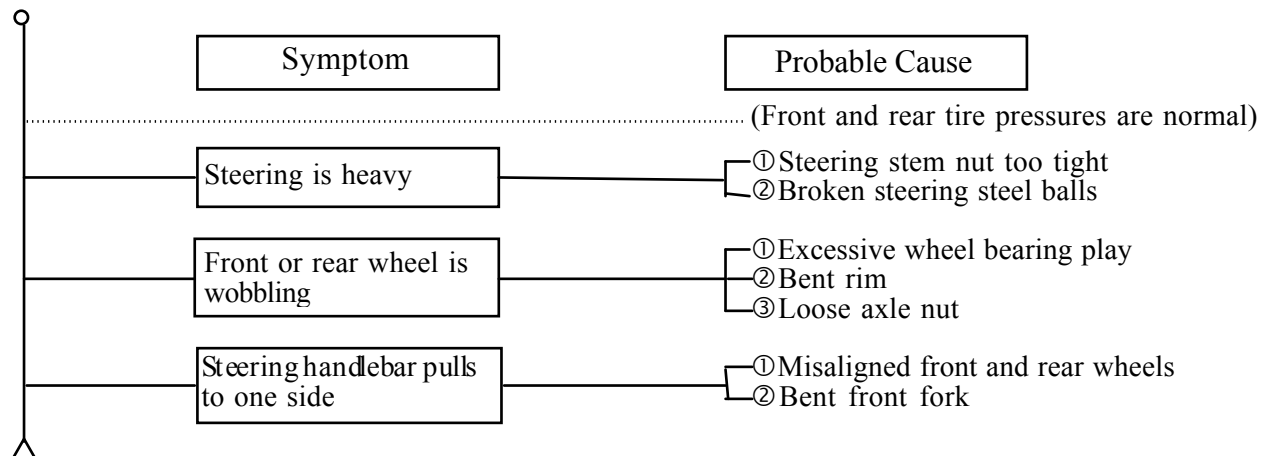 Symptom
Probable Cause
(Front and rear tire pressures are normal)
Steering is heavy
①Steering stem nut too tight
②Broken steering steel balls
Front or rear wheel is
wobbling
①Excessive wheel bearing play
②Bent rim
③Loose axle nut
Steering handlebar pulls
to one side
①Misaligned front and rear wheels
②Bent front fork